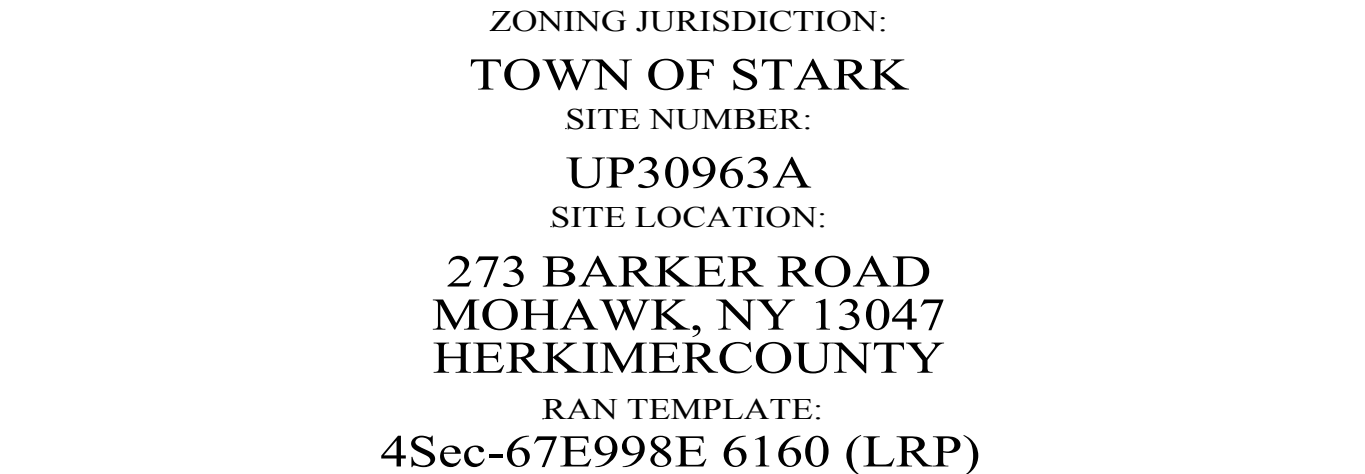 ZONING JURISDICTION:
TOWN OF STARK
SITE NUMBER:
UP30963A
SITE LOCATION:
273 BARKER ROAD
MOHAWK, NY 13047
HERKIMERCOUNTY
RAN TEMPLATE:
4Sec-67E998E 6160 (LRP)